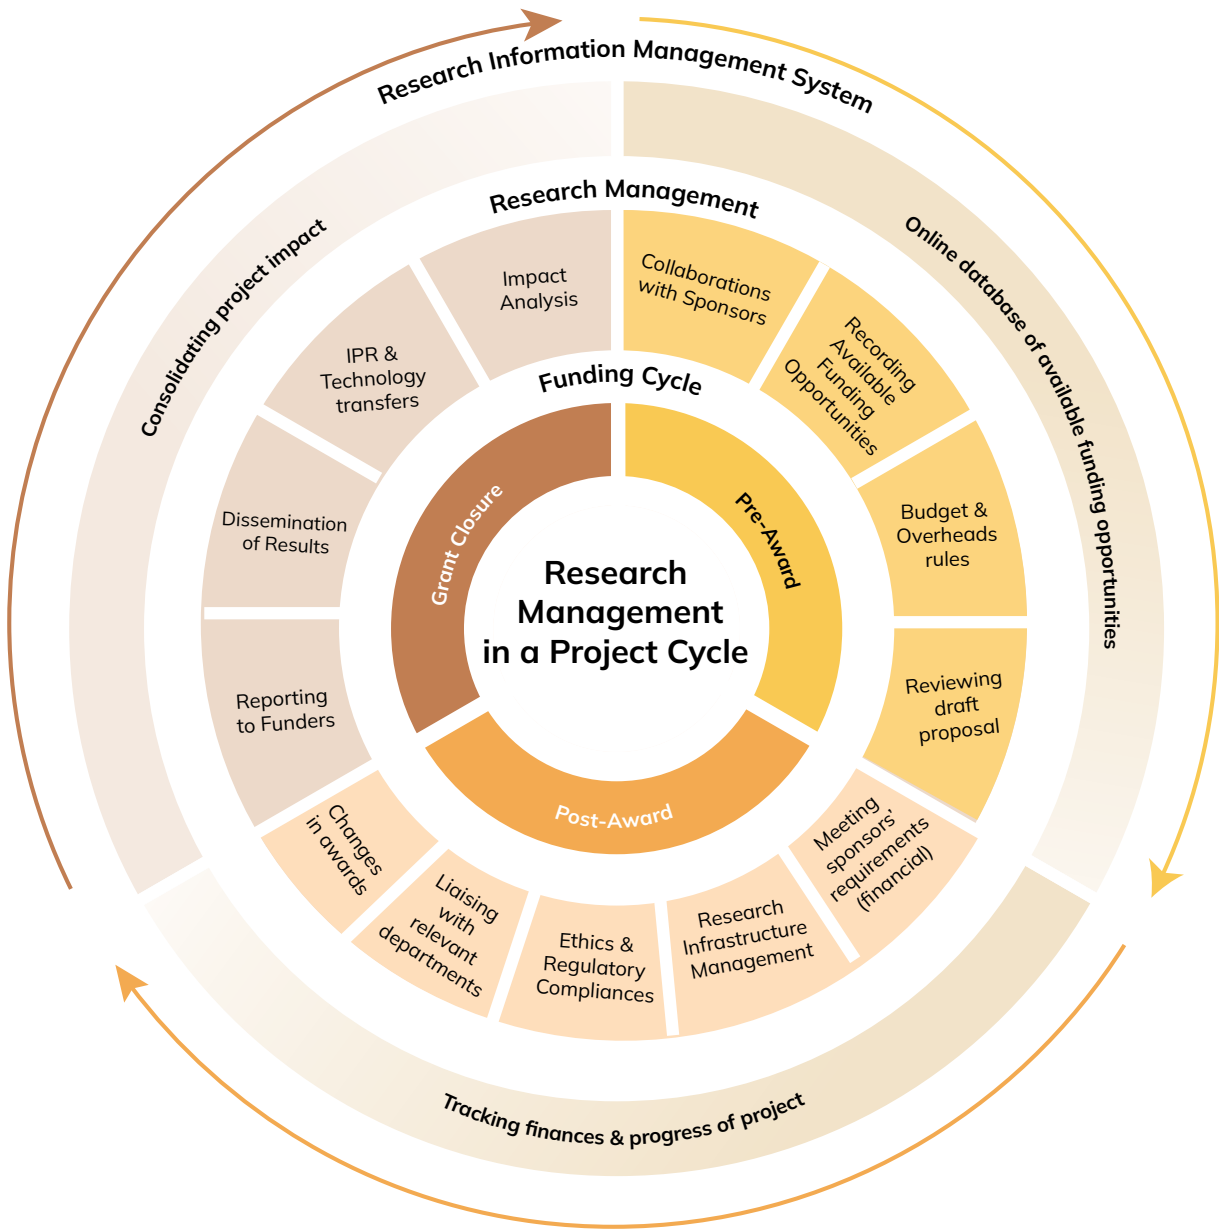 Research Information Management System
Online database of available funding opportunities
Tracking finances & progress of project
Consolidating project impact
Research Management
Collaborations
with Sponsors
Recording
Available
Funding
Opportunities
Budget &
Overheads
rules
Reviewing
draft
proposal
Meeting
sponsors'
requirements
(financial)
Research
Infrastructure
Management
Ethics &
Regulatory
Compliances
Liaising
with
relevant
departments
Changes
in awards
Reporting
to Funders
Dissemination
of Results
IPR &
Technology
transfers
Impact
Analysis
Funding Cycle
Pre-Award
Post-Award
Grant Closure
Research
Management
in a Project Cycle